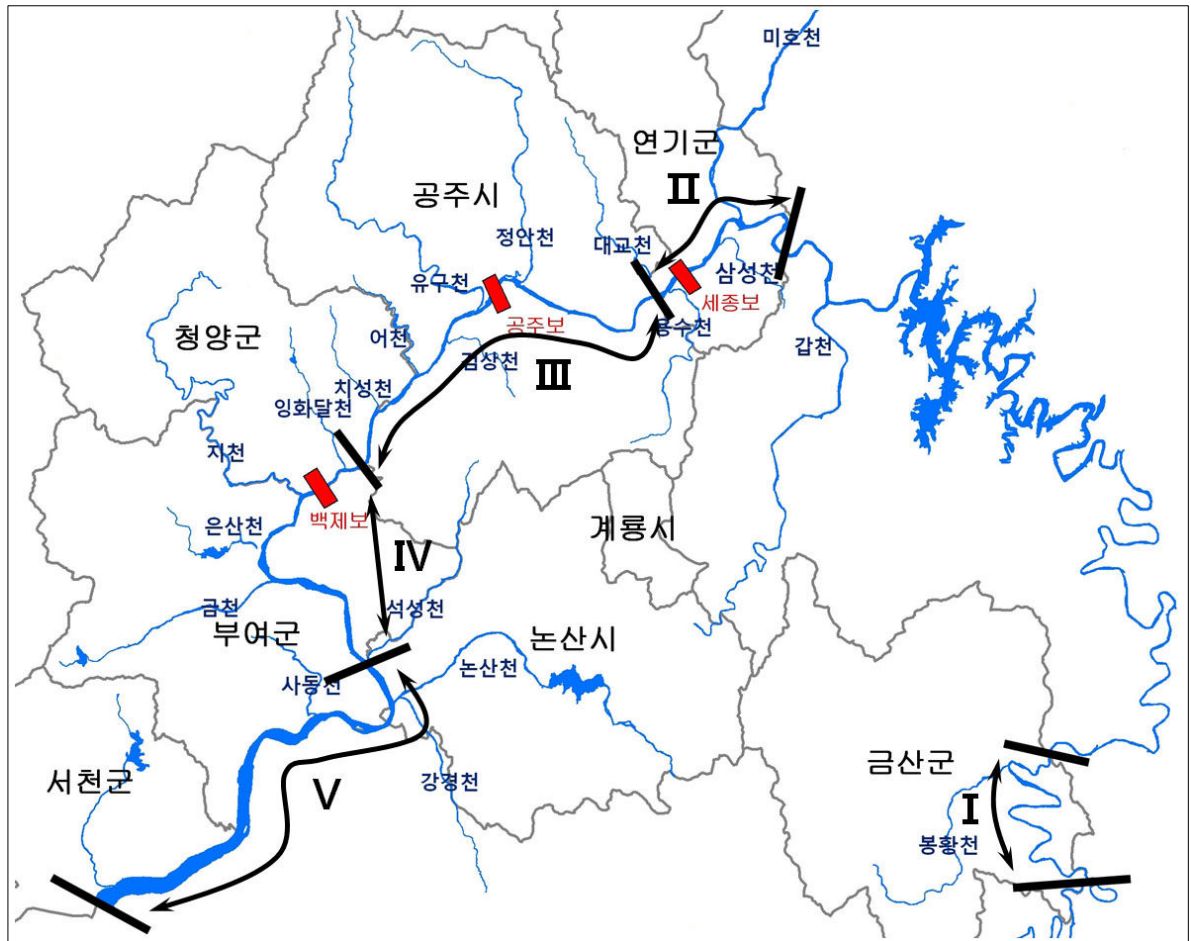 미호천
연기군
II
공주시
정안천
대교천
삼성천
유구천
세종보
공주보
용수천
청양군
어천
갑천
검상천
III
치성천
잉화달천
지천
백제보
은산천
계룡시
IV
금천
석성천
부여군
논산시
논산천
사동천
서천군
V
강경천
금산군
I
봉황천